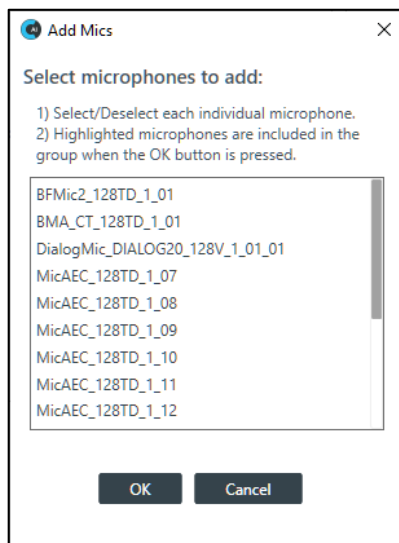 AI
Add Mics
Select microphones to add:
1) Select/Deselect each individual microphone.
2) Highlighted microphones are included in the
group when the OK button is pressed.
BFMic2_128TD_1_01
BMA_CT_128TD_1_01
DialogMic_DIALOG20_128V_1_01_01
MicAEC_128TD_1_07
MicAEC_128TD_1_08
MicAEC_128TD_1_09
MicAEC_128TD_1_10
MicAEC_128TD_1_11
MicAEC_128TD_1_12
OK
Cancel